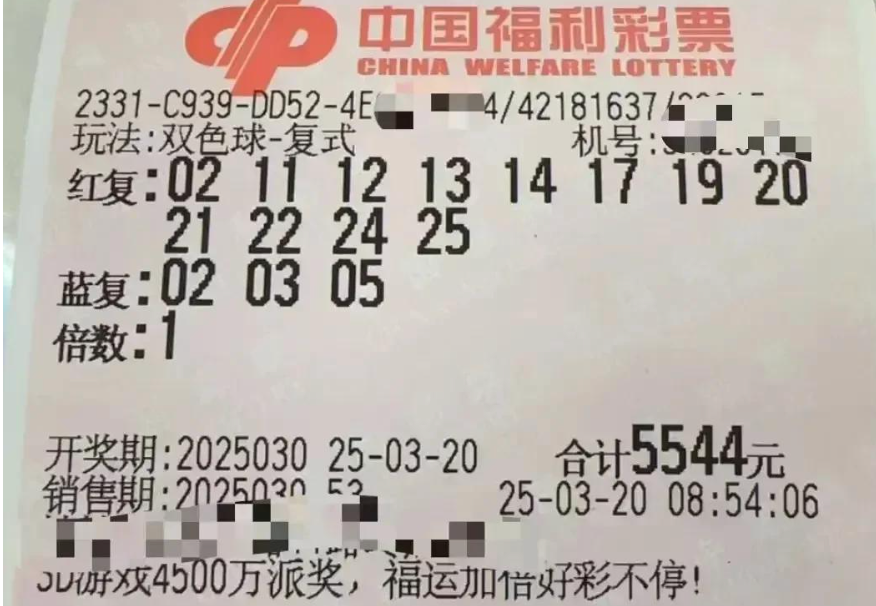 中国福利彩票
CHINA WELFARE LOTTERY
2331-C939-DD52-4E 4/42181637/
玩法:双色球-复式 机号:
红复:02 11 12 13 14 17 19 20
21 22 24 25
蓝复:02 03 05
倍数:1
开奖期:2025030 25-03-20 合计5544元
销售期:2025030 53 25-03-20 08:54:06
3D游戏4500万派奖，福运加倍好彩不停!